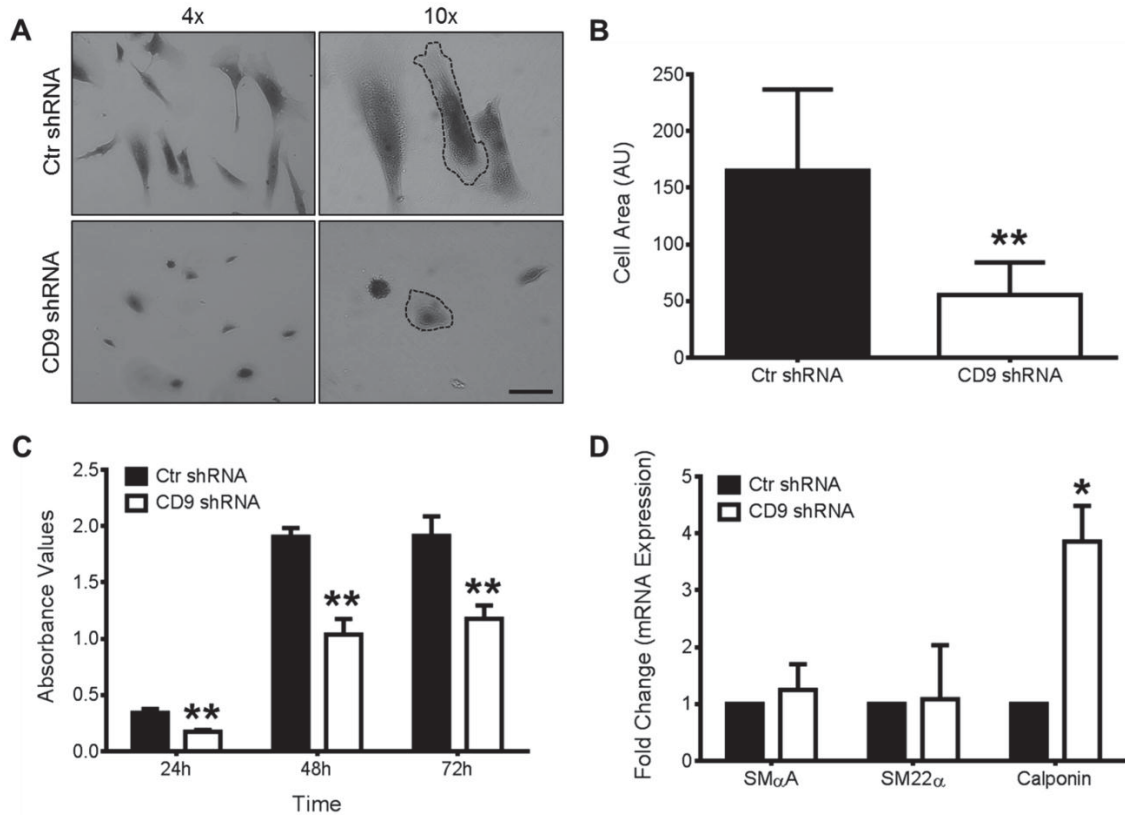 A
4x
10x
Ctr shRNA
CD9 shRNA
B
Cell Area (AU)
250
200
150
100
50
0
**
Ctr shRNA
CD9 shRNA
C
Ctr shRNA
CD9 shRNA
Absorbance Values
2.5
2.0
1.5
1.0
0.5
0.0
**
**
**
24h
48h
72h
Time
D
Ctr shRNA
CD9 shRNA
Fold Change (mRNA Expression)
5
4
3
2
1
0
*
SMαA
SM22α
Calponin